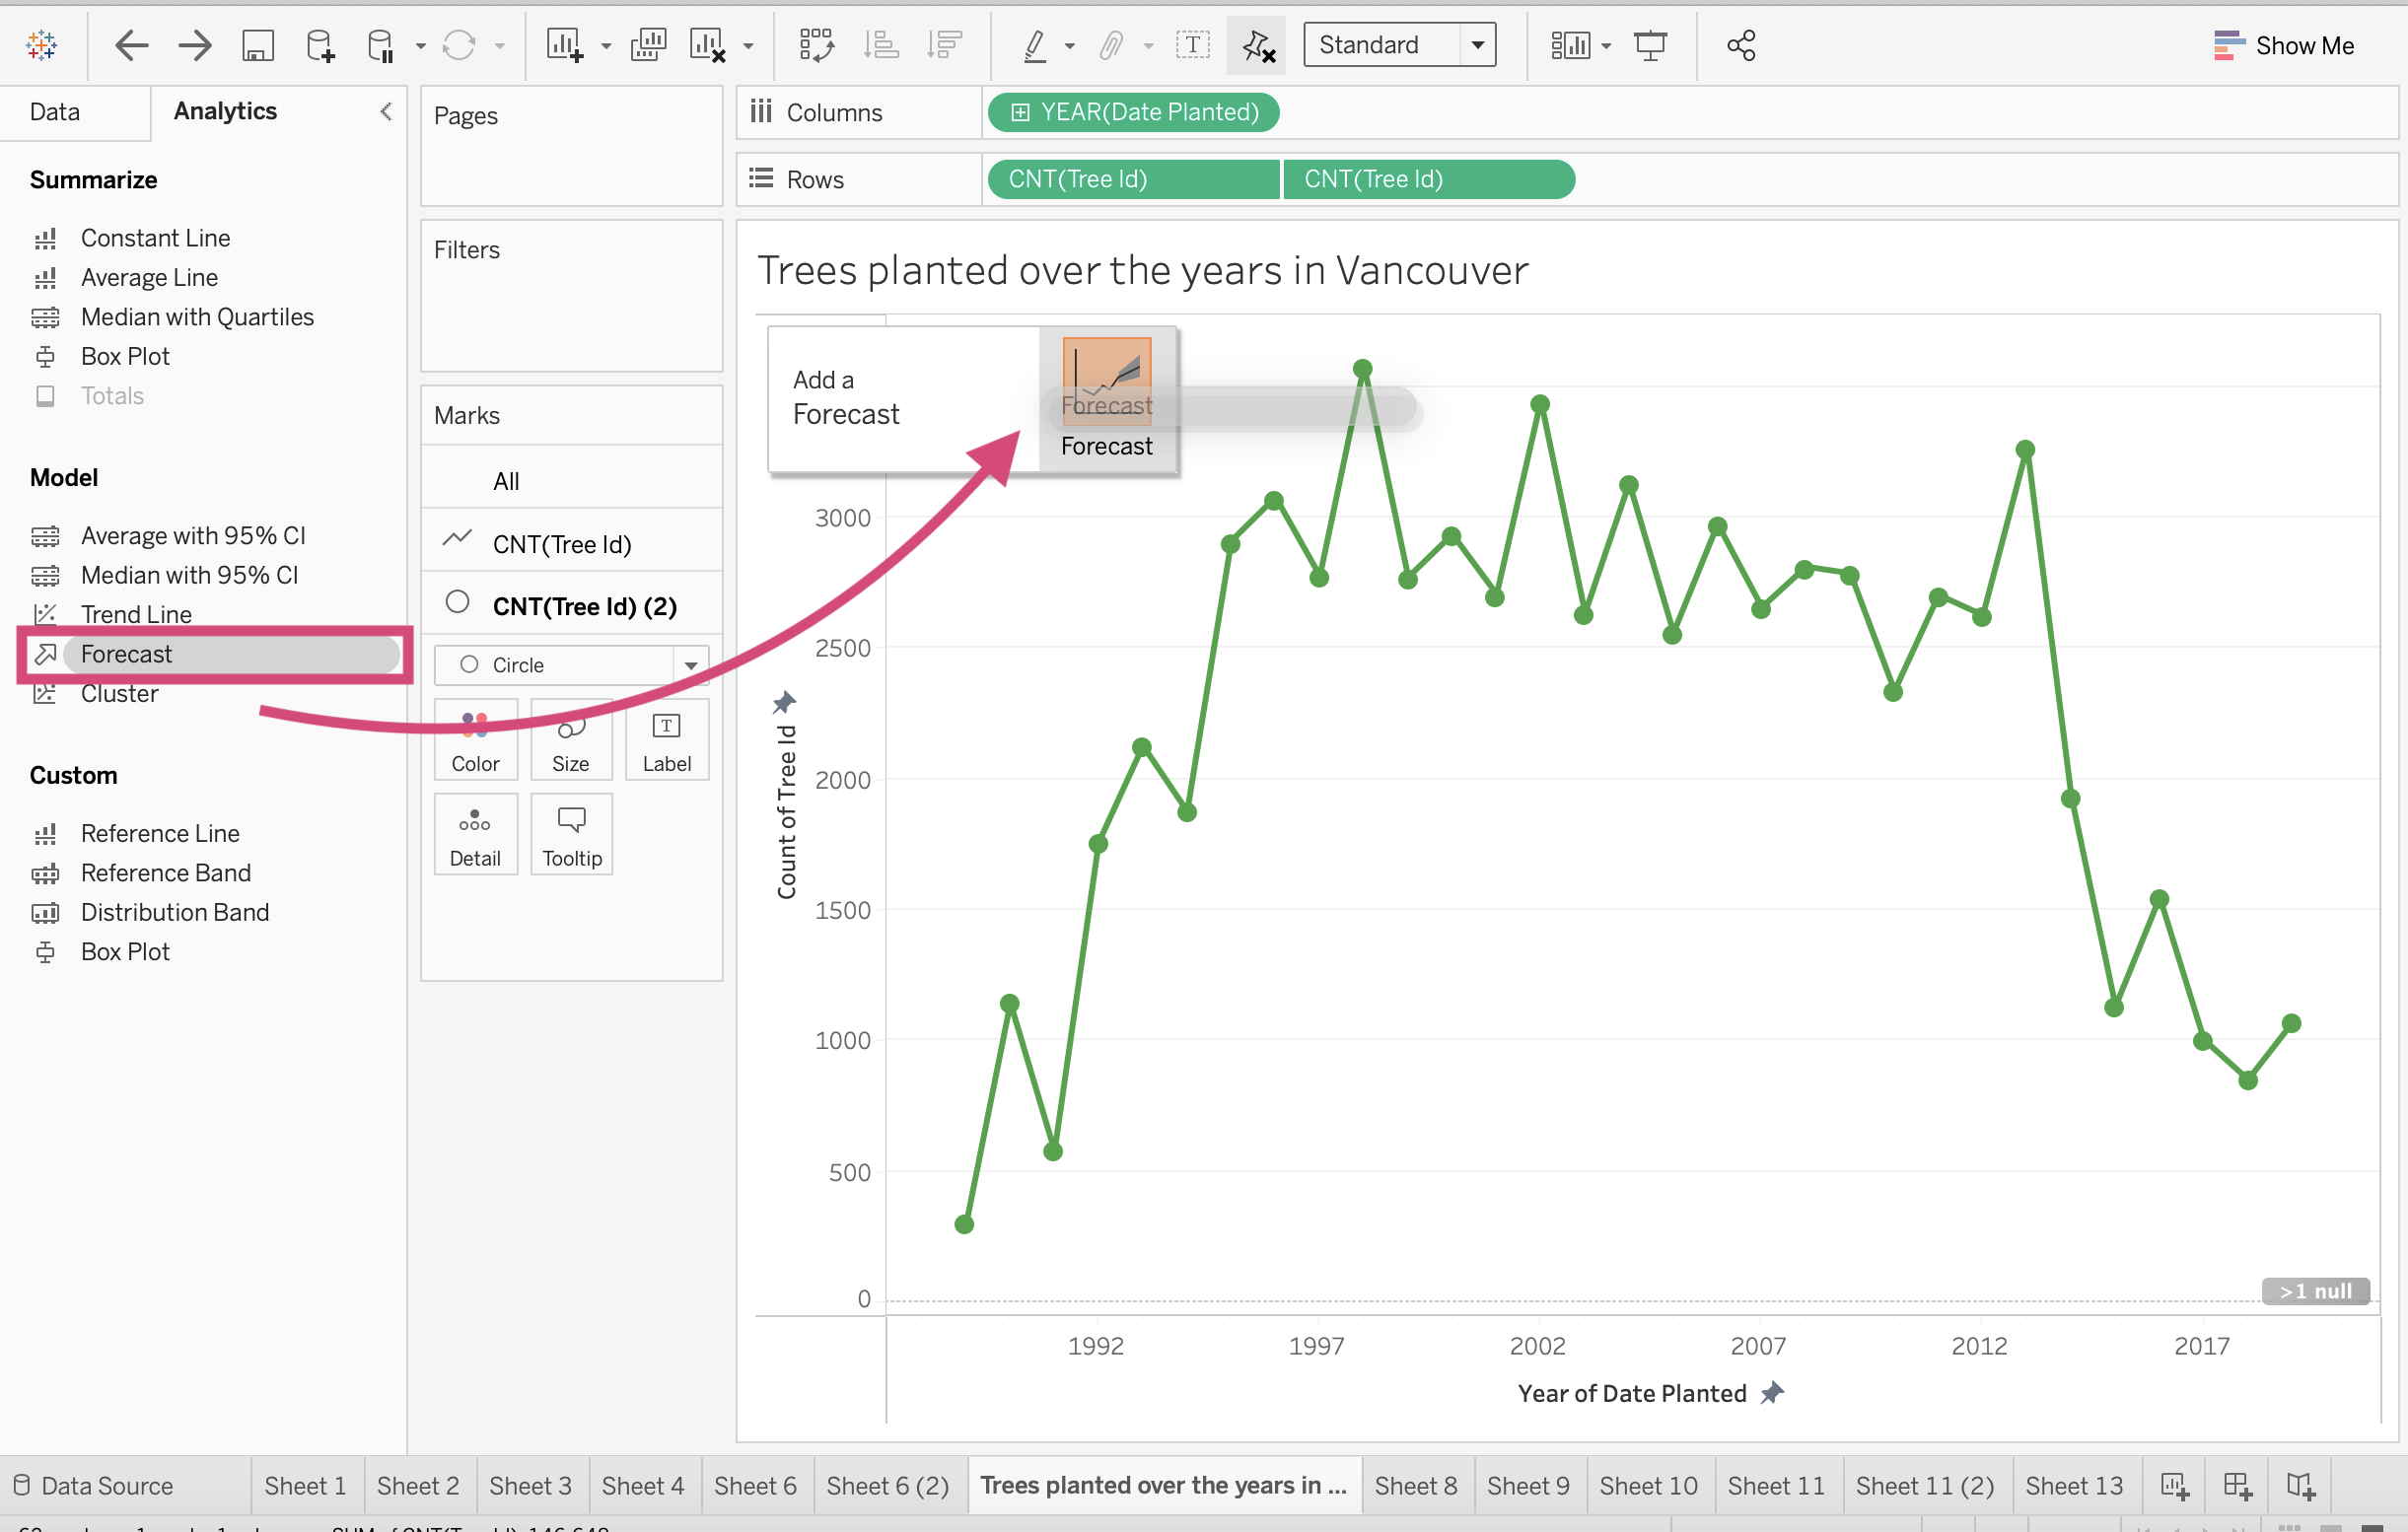 Standard
Show Me
Data
Analytics
Summarize
Constant Line
Average Line
Median with Quartiles
Box Plot
Totals
Model
Average with 95% CI
Median with 95% CI
Trend Line
Forecast
Cluster
Custom
Reference Line
Reference Band
Distribution Band
Box Plot
Pages
Filters
Marks
All
CNT(Tree Id)
CNT(Tree Id) (2)
Circle
Color
Size
T
Label
Detail
Tooltip
Columns
YEAR(Date Planted)
Rows
CNT(Tree Id)
CNT(Tree Id)
Trees planted over the years in Vancouver
Add a
Forecast
Forecast
Forecast
3000
2500
2000
1500
1000
500
0
Count of Tree Id
>1 null
1992
1997
2002
2007
2012
2017
Year of Date Planted
Data Source
Sheet 1
Sheet 2
Sheet 3
Sheet 4
Sheet 6
Sheet 6 (2)
Trees planted over the years in ...
Sheet 8
Sheet 9
Sheet 10
Sheet 11
Sheet 11 (2)
Sheet 13